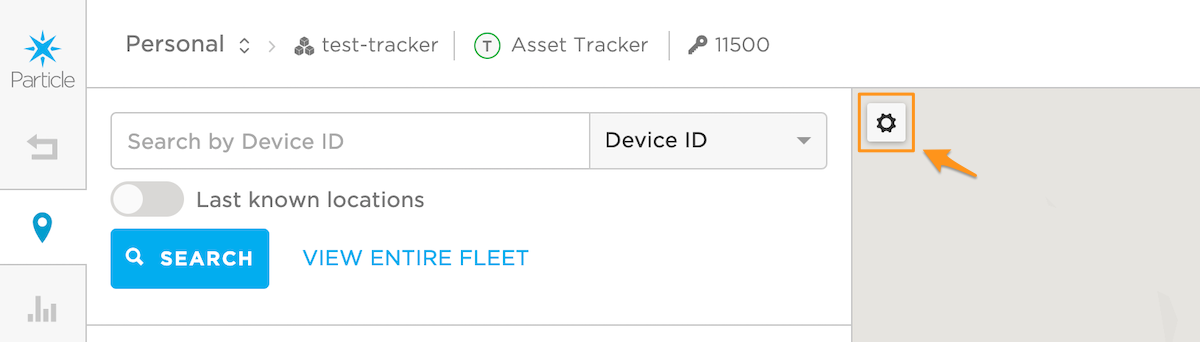 Particle
Personal test-tracker T Asset Tracker 11500
Search by Device ID Device ID
Last known locations
SEARCH VIEW ENTIRE FLEET